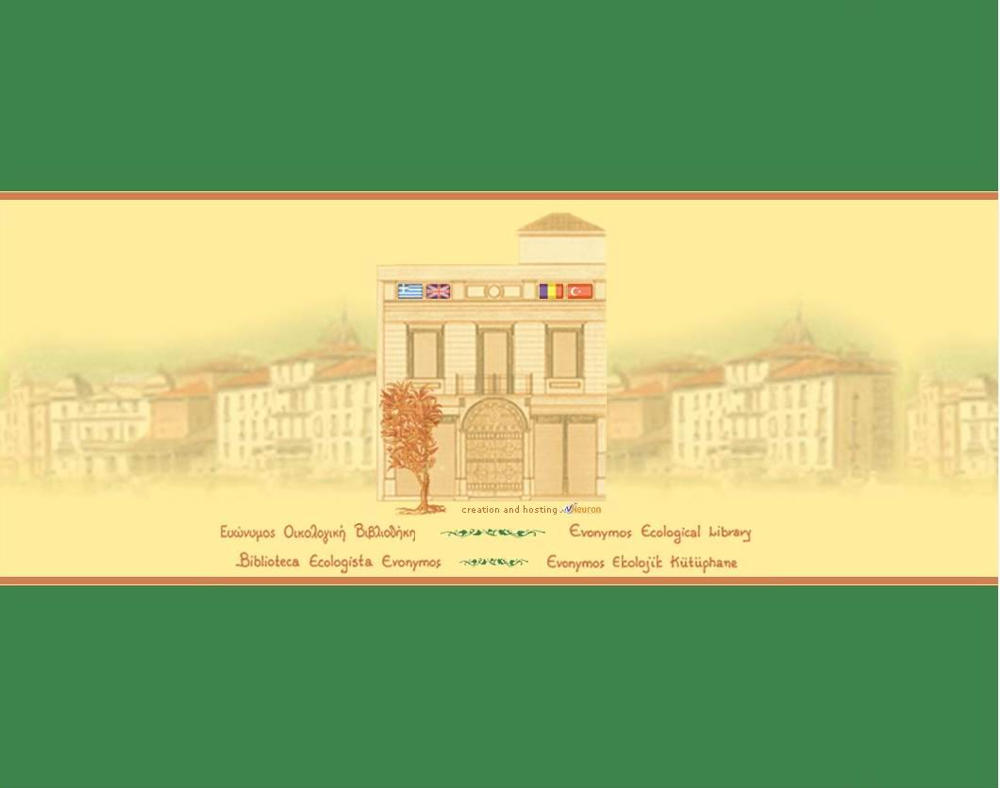 creation and hosting Neuron
Ευώνυμος Οικολογική Βιβλιοθήκη Evonymos Ecological Library
Biblioteca Ecologista Evonymos Evonymos Ekolojik Kütüphane